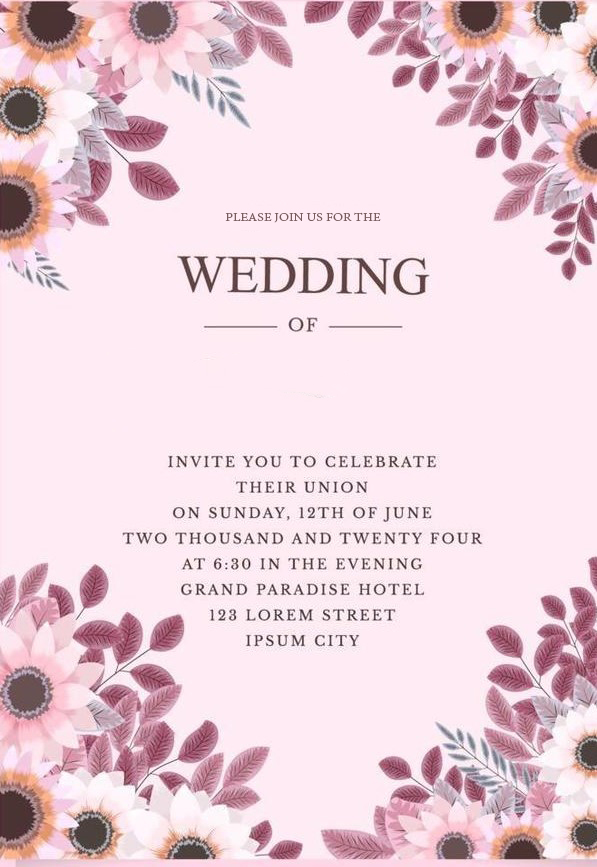 PLEASE JOIN US FOR THE
WEDDING
OF
INVITE YOU TO CELEBRATE
THEIR UNION
ON SUNDAY, 12TH OF JUNE
TWO THOUSAND AND TWENTY FOUR
AT 6:30 IN THE EVENING
GRAND PARADISE HOTEL
123 LOREM STREET
IPSUM CITY